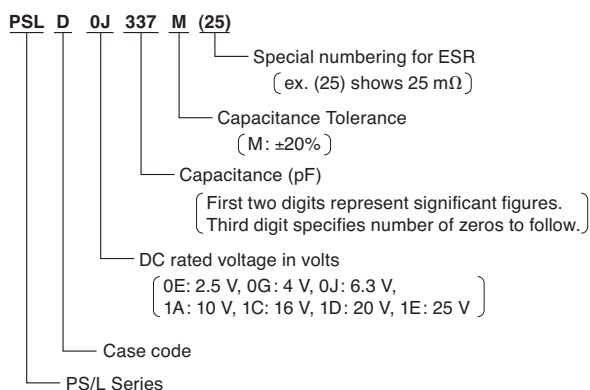 PSL D 0J 337 M (25)
Special numbering for ESR
( ex. (25) shows 25 mΩ )
Capacitance Tolerance
( M: ±20% )
Capacitance (pF)
First two digits represent significant figures.
Third digit specifies number of zeros to follow.
DC rated voltage in volts
0E: 2.5 V, 0G: 4 V, 0J: 6.3 V,
1A: 10 V, 1C: 16 V, 1D: 20 V, 1E: 25 V
Case code
PS/L Series